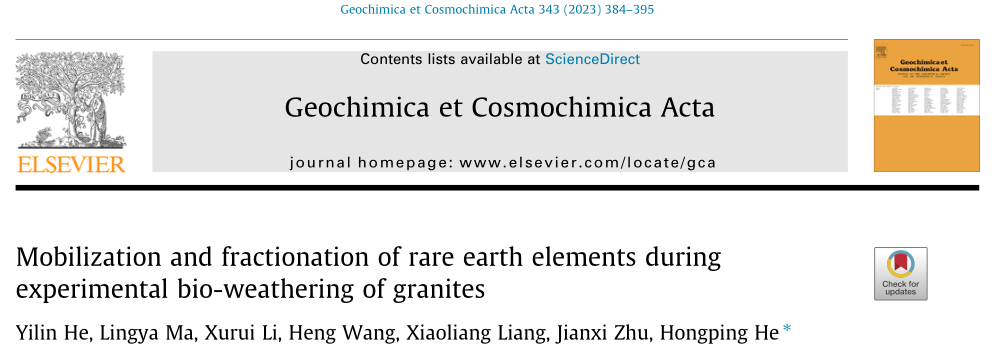 Geochimica et Cosmochimica Acta 343 (2023) 384–395
Contents lists available at ScienceDirect
Geochimica et Cosmochimica Acta
journal homepage: www.elsevier.com/locate/gca
ELSEVIER
Geochimica et
Cosmochimica Acta
Mobilization and fractionation of rare earth elements during
experimental bio-weathering of granites
Check for
updates
Yilin He, Lingya Ma, Xurui Li, Heng Wang, Xiaoliang Liang, Jianxi Zhu, Hongping He*